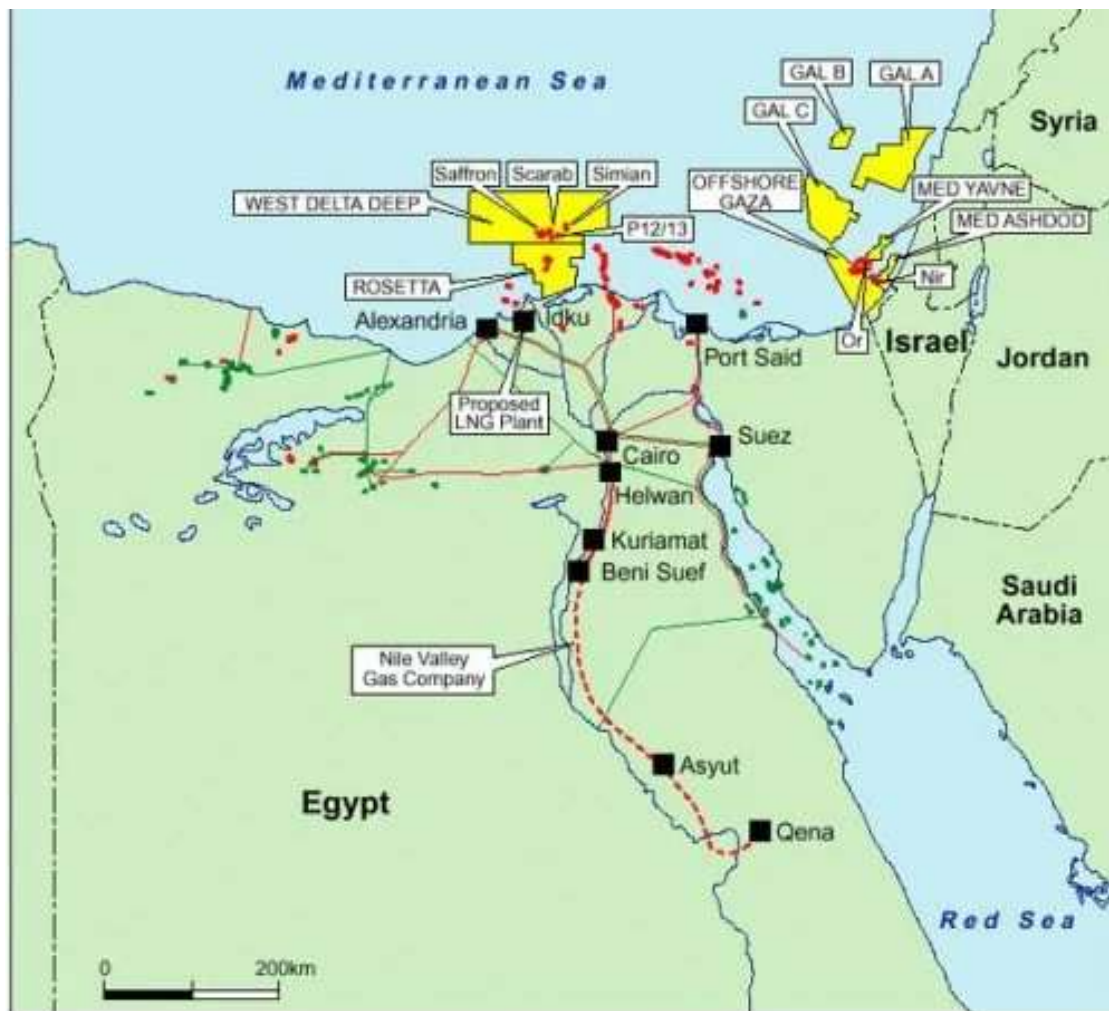 Mediterranean Sea
GAL B
GAL A
GAL C
Syria
Saffron
Scarab
Simian
OFFSHORE
GAZA
MED YAVNE
WEST DELTA DEEP
P12/13
MED ASHDOD
Nir
ROSETTA
Alexandria
Idku
Or
Israel
Port Said
Jordan
Proposed
LNG Plant
Cairo
Suez
Helwan
Kuriamat
Beni Suef
Saudi
Arabia
Nile Valley
Gas Company
Asyut
Egypt
Qena
Red Sea
0
200km